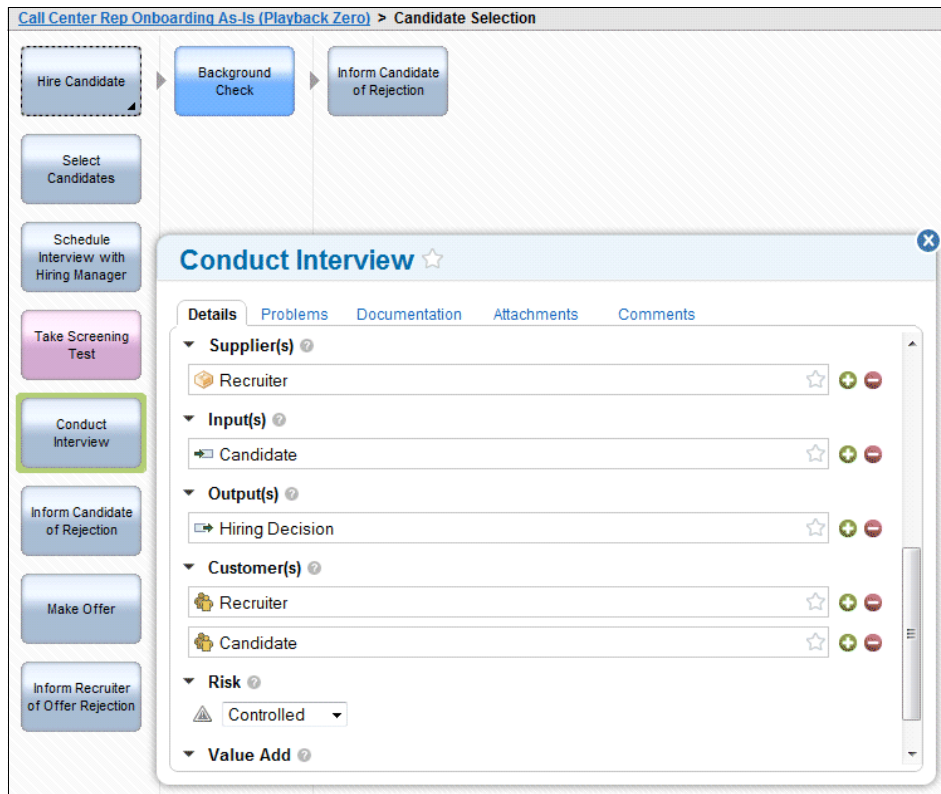 Call Center Rep Onboarding As-Is (Playback Zero) > Candidate Selection
Hire Candidate
Background
Check
Inform Candidate
of Rejection
Select
Candidates
Schedule
Interview with
Hiring Manager
Take Screening
Test
Conduct
Interview
Inform Candidate
of Rejection
Make Offer
Inform Recruiter
of Offer Rejection
Conduct Interview
Details Problems Documentation Attachments Comments
Supplier(s) ?
Recruiter
Input(s) ?
Candidate
Output(s) ?
Hiring Decision
Customer(s) ?
Recruiter
Candidate
Risk ?
Controlled
Value Add ?